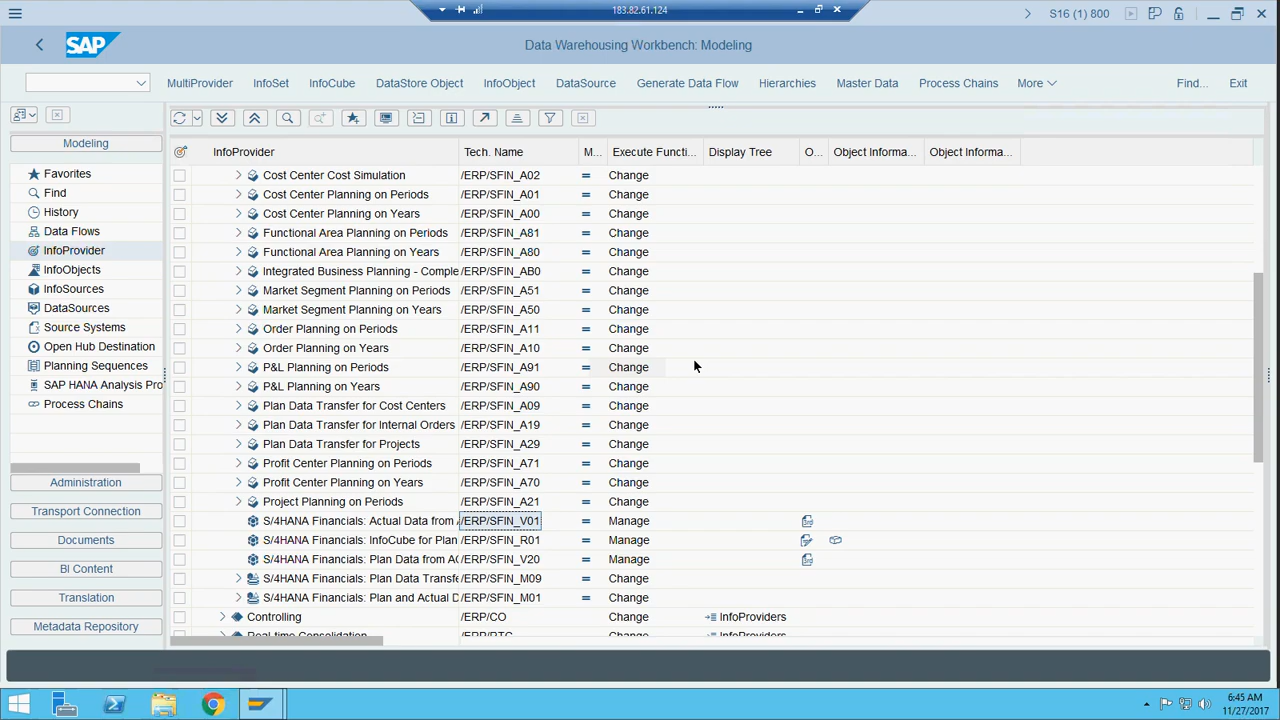 183.82.61.124
S16 (1) 800
SAP
Data Warehousing Workbench: Modeling
MultiProvider InfoSet InfoCube DataStore Object InfoObject DataSource Generate Data Flow Hierarchies Master Data Process Chains More Find... Exit
Modeling
Favorites
Find
History
Data Flows
InfoProvider
InfoObjects
InfoSources
DataSources
Source Systems
Open Hub Destination
Planning Sequences
SAP HANA Analysis Pro
Process Chains
Administration
Transport Connection
Documents
BI Content
Translation
Metadata Repository
InfoProvider Tech. Name M... Execute Functi... Display Tree O... Object Informa... Object Informa...
Cost Center Cost Simulation /ERP/SFIN_A02 = Change
Cost Center Planning on Periods /ERP/SFIN_A01 = Change
Cost Center Planning on Years /ERP/SFIN_A00 = Change
Functional Area Planning on Periods /ERP/SFIN_A81 = Change
Functional Area Planning on Years /ERP/SFIN_A80 = Change
Integrated Business Planning - Comple /ERP/SFIN_AB0 = Change
Market Segment Planning on Periods /ERP/SFIN_A51 = Change
Market Segment Planning on Years /ERP/SFIN_A50 = Change
Order Planning on Periods /ERP/SFIN_A11 = Change
Order Planning on Years /ERP/SFIN_A10 = Change
P&L Planning on Periods /ERP/SFIN_A91 = Change
P&L Planning on Years /ERP/SFIN_A90 = Change
Plan Data Transfer for Cost Centers /ERP/SFIN_A09 = Change
Plan Data Transfer for Internal Orders /ERP/SFIN_A19 = Change
Plan Data Transfer for Projects /ERP/SFIN_A29 = Change
Profit Center Planning on Periods /ERP/SFIN_A71 = Change
Profit Center Planning on Years /ERP/SFIN_A70 = Change
Project Planning on Periods /ERP/SFIN_A21 = Change
S/4HANA Financials: Actual Data from /ERP/SFIN_V01 = Manage
S/4HANA Financials: InfoCube for Plan /ERP/SFIN_R01 = Manage
S/4HANA Financials: Plan Data from AC /ERP/SFIN_V20 = Manage
S/4HANA Financials: Plan Data Transfe /ERP/SFIN_M09 = Change
S/4HANA Financials: Plan and Actual D /ERP/SFIN_M01 = Change
Controlling /ERP/CO Change InfoProviders
Real-time Consolidation /ERP/RTC Change InfoProviders
6:45 AM
11/27/2017